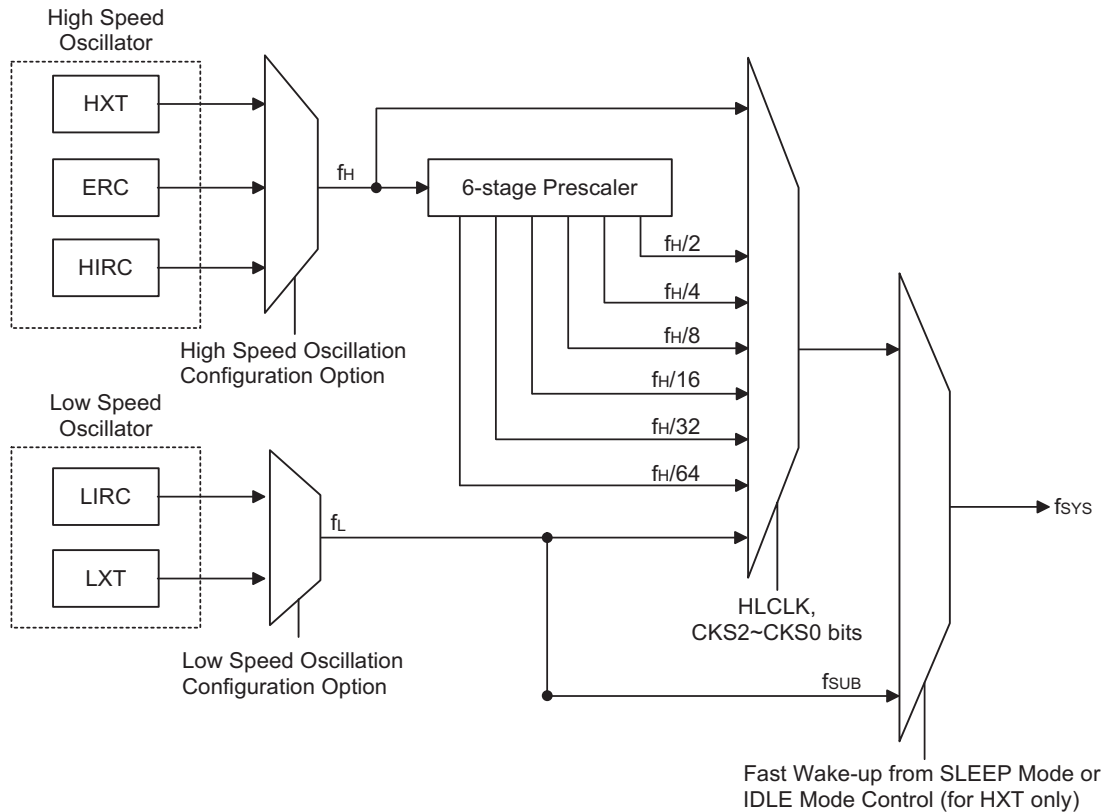 High Speed
Oscillator
HXT
ERC
HIRC
fH
6-stage Prescaler
fH/2
fH/4
fH/8
fH/16
fH/32
fH/64
High Speed Oscillation
Configuration Option
Low Speed
Oscillator
LIRC
LXT
fL
Low Speed Oscillation
Configuration Option
HLCLK,
CKS2~CKS0 bits
fSUB
fSYS
Fast Wake-up from SLEEP Mode or
IDLE Mode Control (for HXT only)